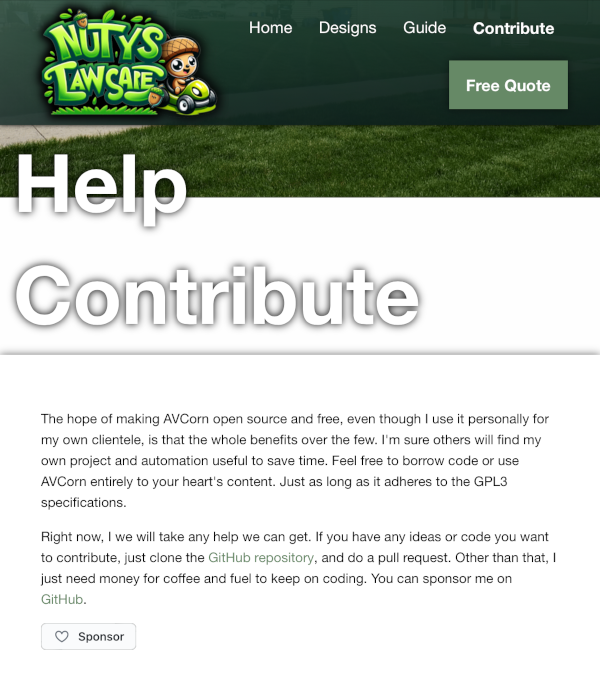 NUTYS
LAWSAIE
Home
Designs
Guide
Contribute
Free Quote
Help
Contribute
The hope of making AVCorn open source and free, even though I use it personally for
my own clientele, is that the whole benefits over the few. I'm sure others will find my
own project and automation useful to save time. Feel free to borrow code or use
AVCorn entirely to your heart's content. Just as long as it adheres to the GPL3
specifications.
Right now, I we will take any help we can get. If you have any ideas or code you want
to contribute, just clone the GitHub repository, and do a pull request. Other than that, I
just need money for coffee and fuel to keep on coding. You can sponsor me on
GitHub.
Sponsor